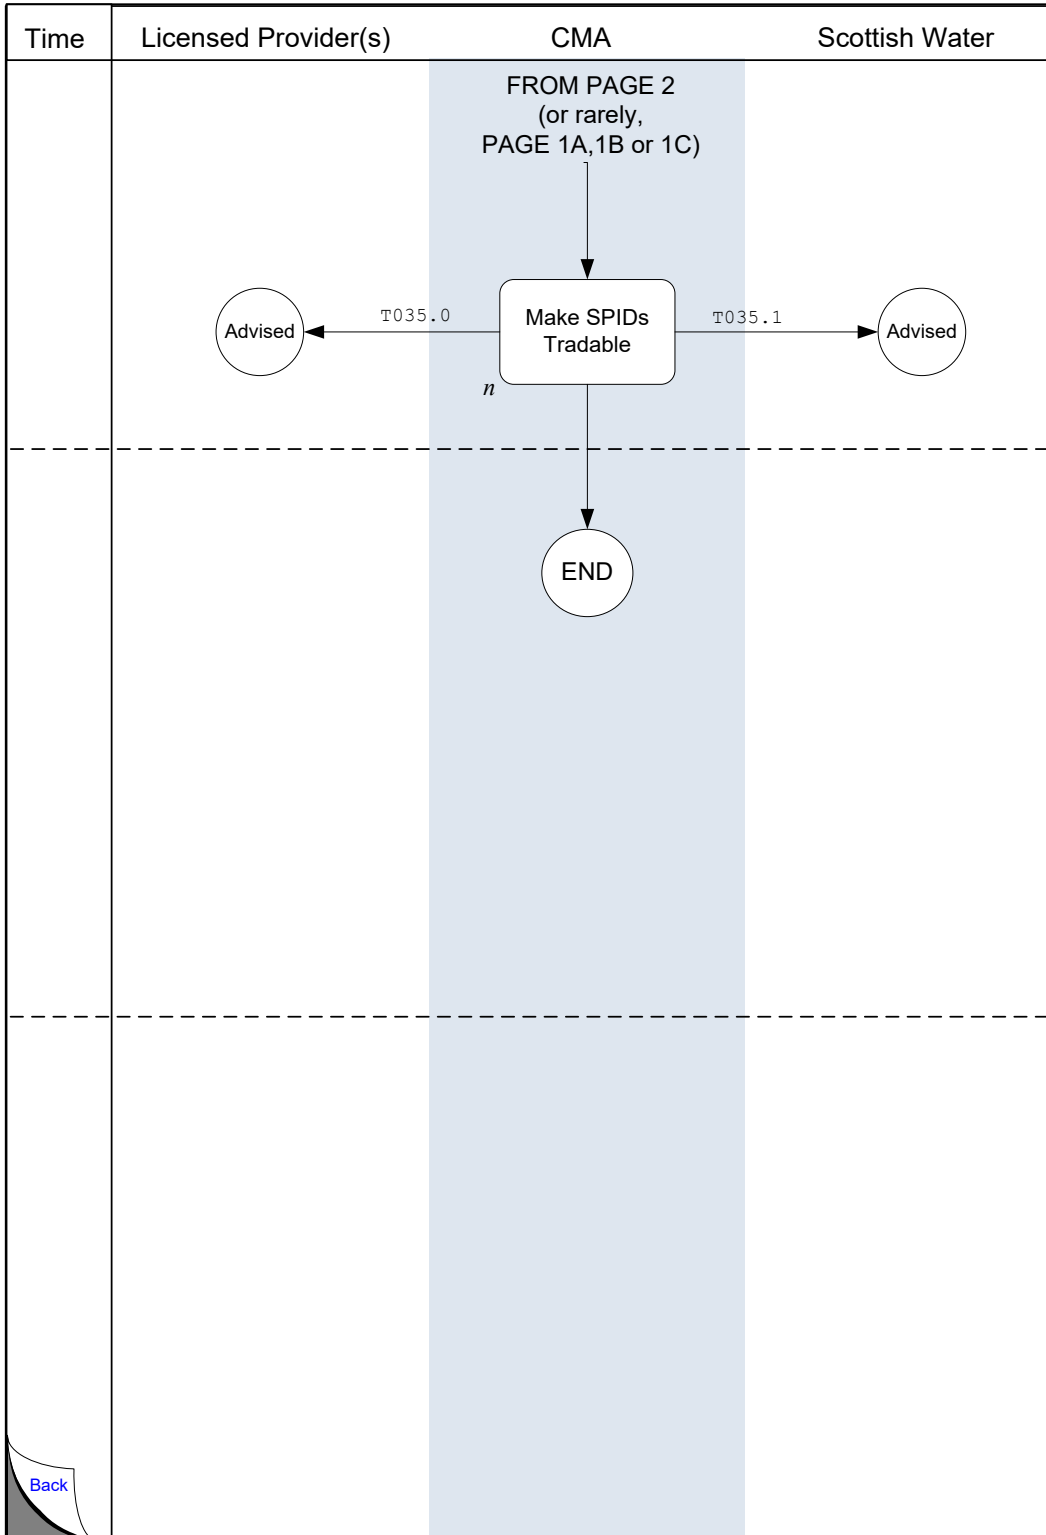 Time
Licensed Provider(s)
CMA
Scottish Water
FROM PAGE 2
(or rarely,
PAGE 1A,1B or 1C)
Advised
T035.0
Make SPIDs
Tradable
T035.1
Advised
n
END
Back